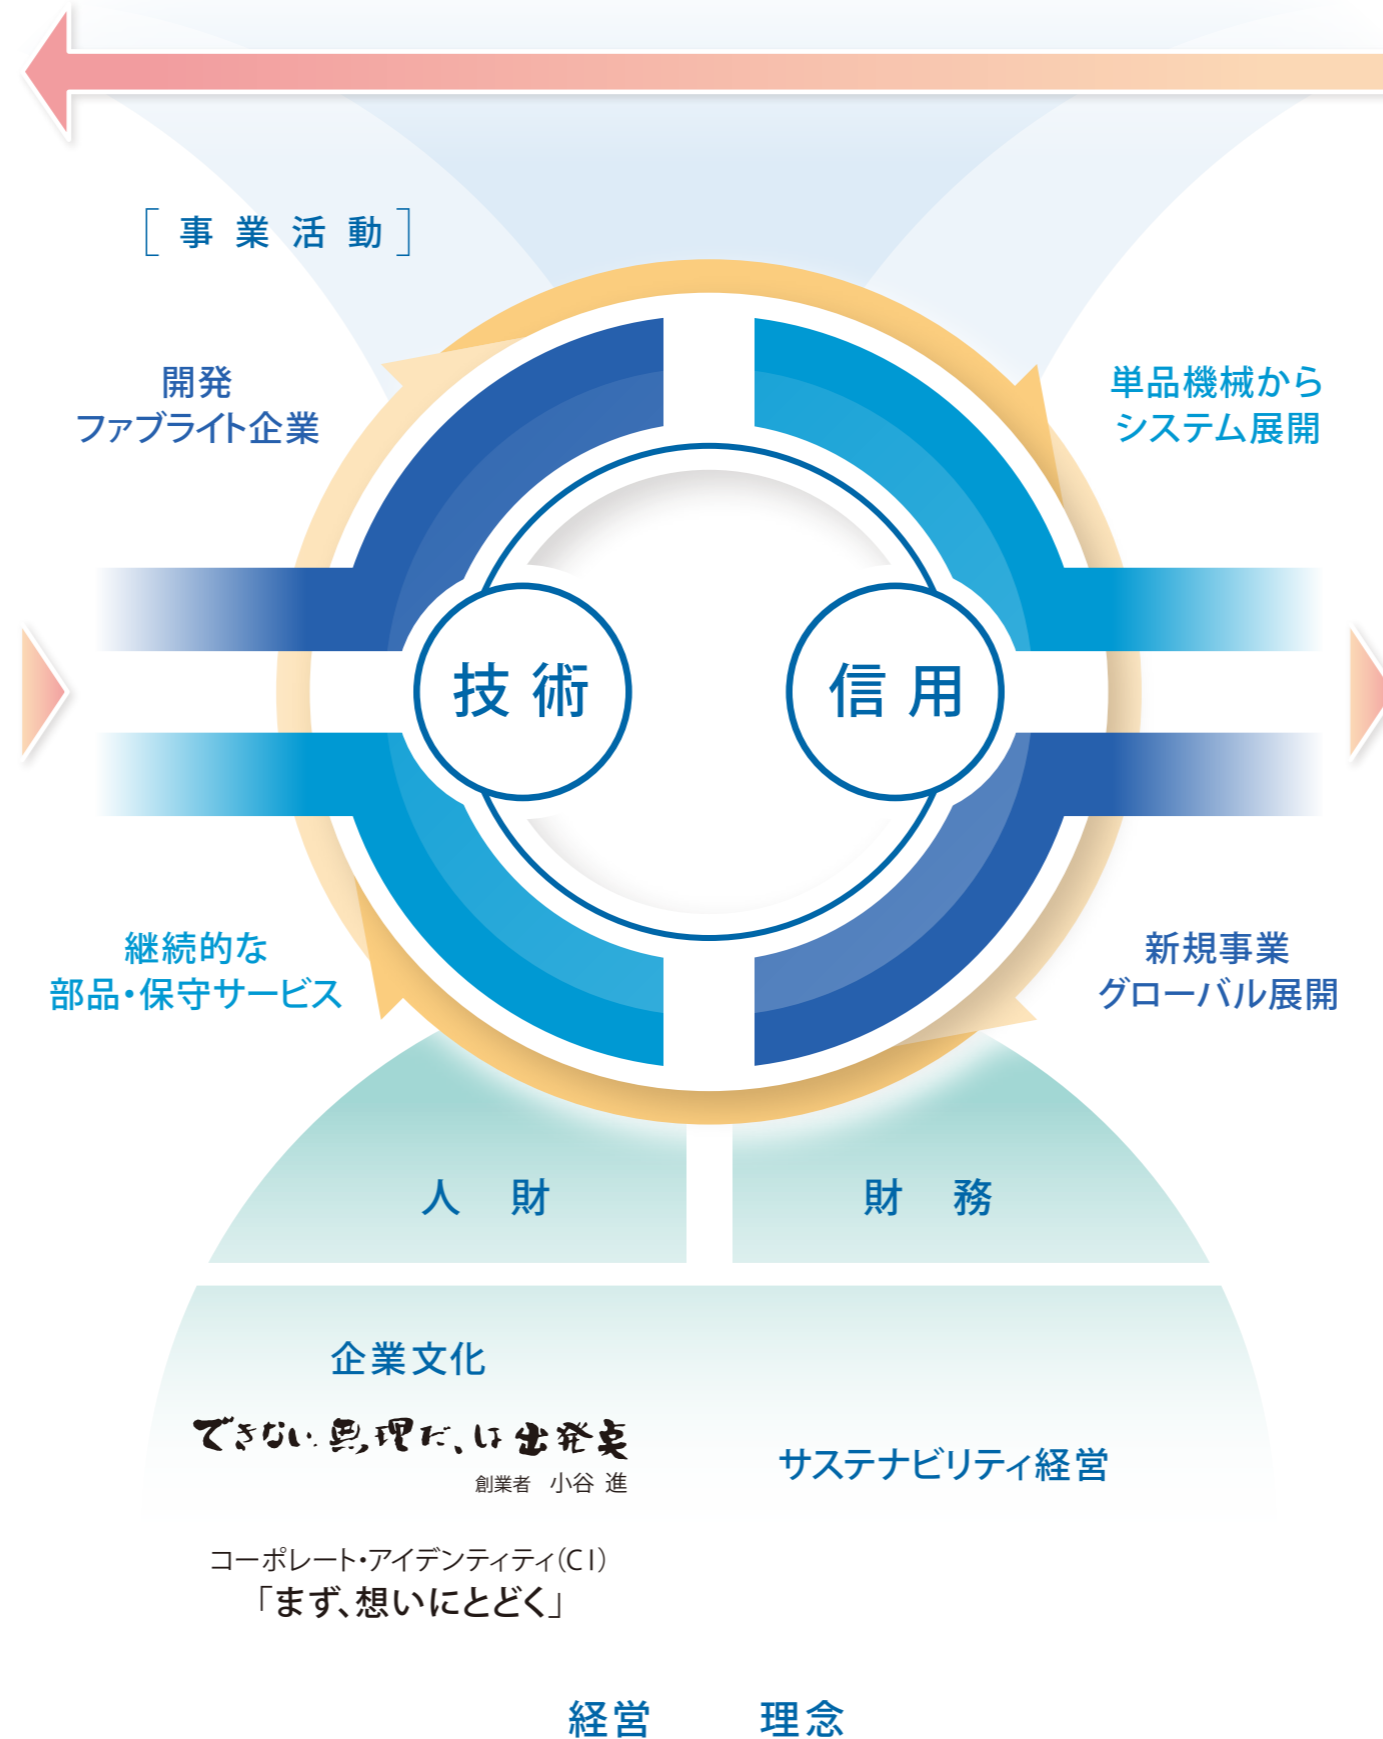 [事業活動]
開発
ファブライト企業
単品機械から
システム展開
技術
信用
継続的な
部品・保守サービス
新規事業
グローバル展開
人財
財務
企業文化
できない.無理だ、は出発点
創業者 小谷 進
サステナビリティ経営
コーポレート・アイデンティティ(CI)
「まず、想いにとどく」
経営 理念